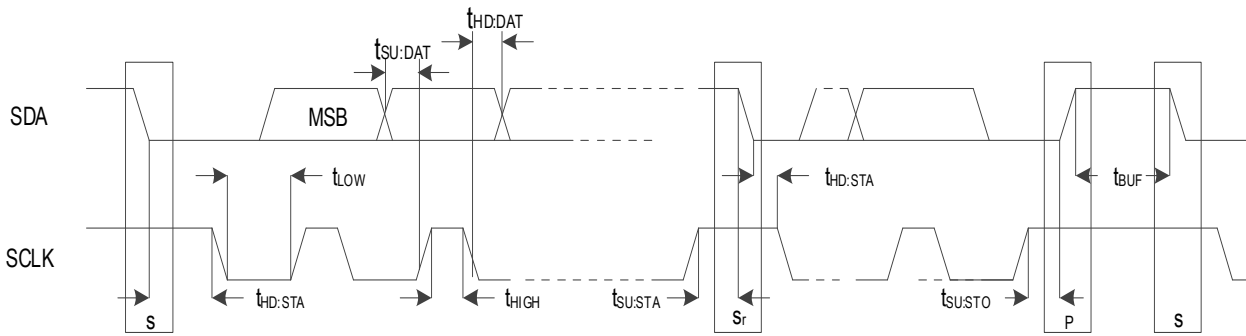 tHD:DAT
tSU:DAT
SDA
MSB
tLOW
tHD:STA
tBUF
SCLK
tHD:STA
tHIGH
tSU:STA
tSU:STO
S
Sr
P
S